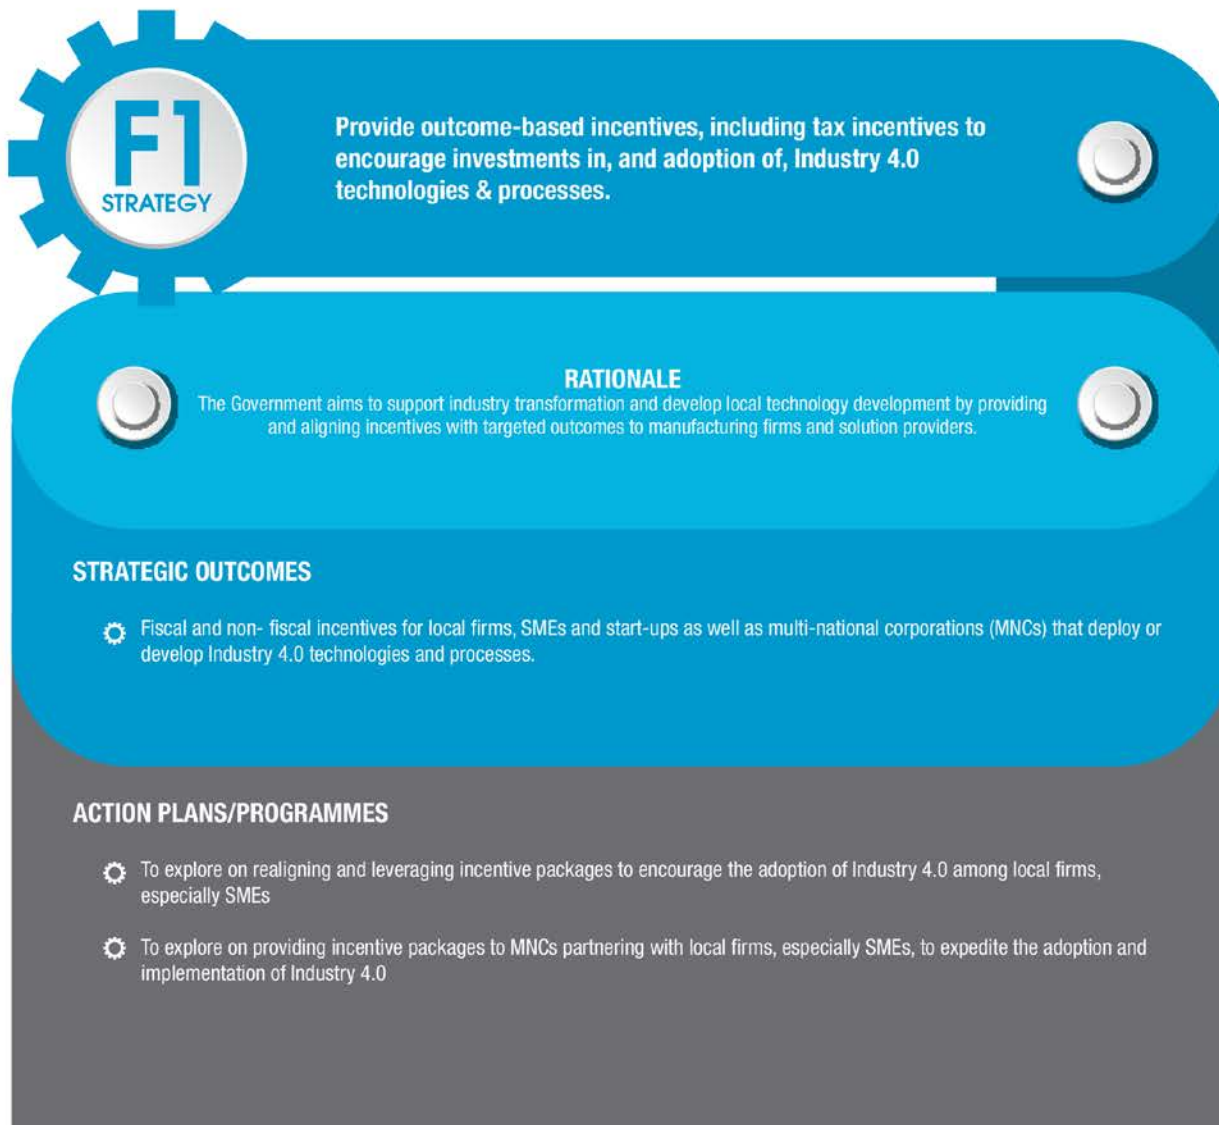 F1
STRATEGY
Provide outcome-based incentives, including tax incentives to
encourage investments in, and adoption of, Industry 4.0
technologies & processes.
RATIONALE
The Government aims to support industry transformation and develop local technology development by providing
and aligning incentives with targeted outcomes to manufacturing firms and solution providers.
STRATEGIC OUTCOMES
Fiscal and non- fiscal incentives for local firms, SMEs and start-ups as well as multi-national corporations (MNCs) that deploy or
develop Industry 4.0 technologies and processes.
ACTION PLANS/PROGRAMMES
To explore on realigning and leveraging incentive packages to encourage the adoption of Industry 4.0 among local firms,
especially SMEs
To explore on providing incentive packages to MNCs partnering with local firms, especially SMEs, to expedite the adoption and
implementation of Industry 4.0